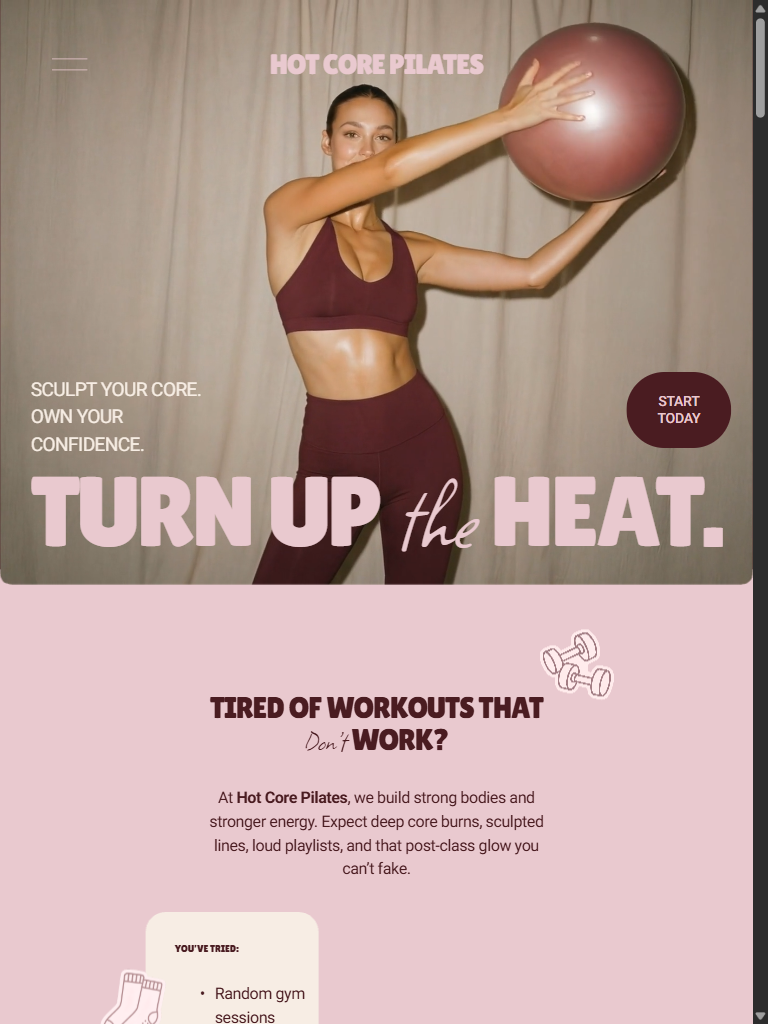 HOT CORE PILATES
SCULPT YOUR CORE.
OWN YOUR
CONFIDENCE.
START
TODAY
TURN UP the HEAT.
TIRED OF WORKOUTS THAT
Don't WORK?
At Hot Core Pilates, we build strong bodies and
stronger energy. Expect deep core burns, sculpted
lines, loud playlists, and that post-class glow you
can’t fake.
YOU’VE TRIED:
• Random gym
sessions